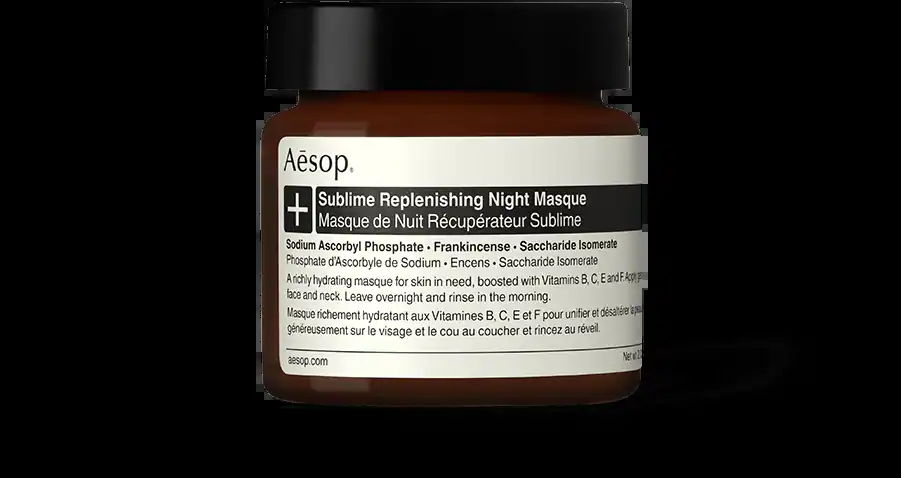 Aēsop®
+
Sublime Replenishing Night Masque
Masque de Nuit Récupérateur Sublime
Sodium Ascorbyl Phosphate • Frankincense • Saccharide Isomerate
Phosphate d'Ascorbyle de Sodium • Encens • Saccharide Isomerate
A richly hydrating masque for skin in need, boosted with Vitamins B, C, E and F. Apply
face and neck. Leave overnight and rinse in the morning.
Masque richement hydratant aux Vitamines B, C, E et F pour unifier et désaltérer la
généreusement sur le visage et le cou au coucher et rincez au réveil.
aesop.com
Net wt